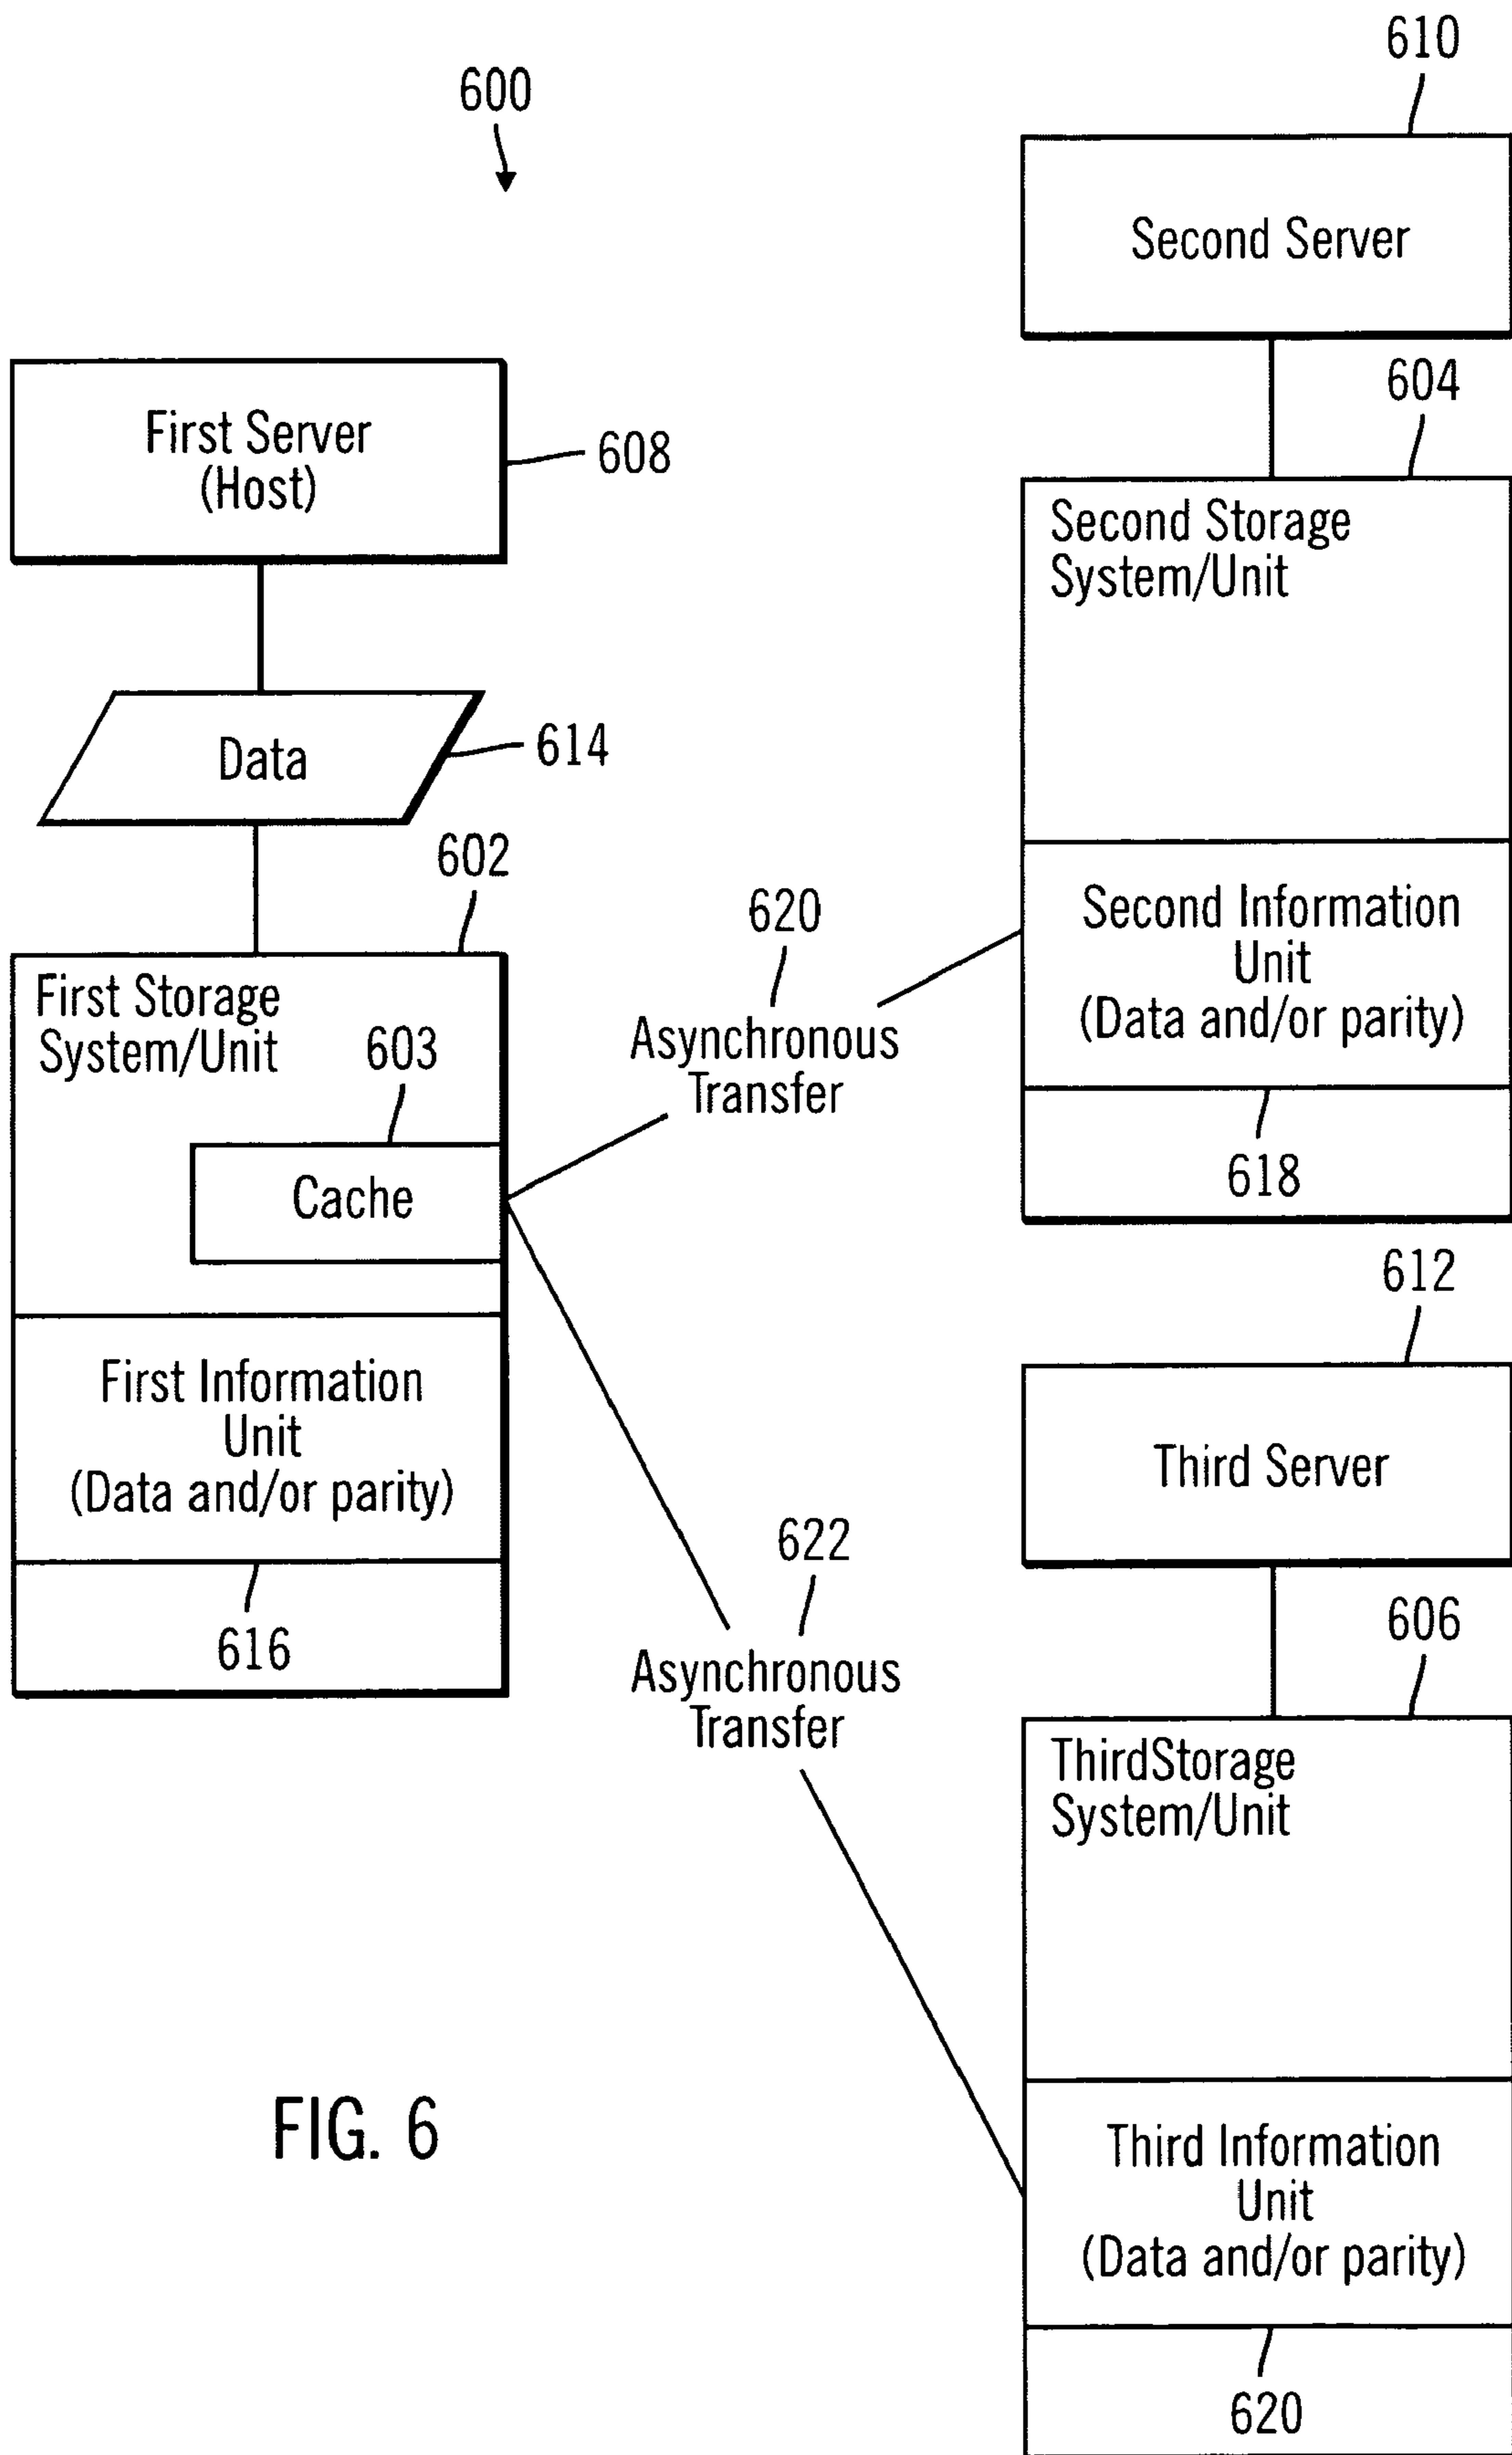 600
610
Second Server
604
First Server
(Host)
608
Second Storage
System/Unit
Data
614
602
First Storage
System/Unit
603
Cache
620
Asynchronous
Transfer
Second Information
Unit
(Data and/or parity)
618
612
First Information
Unit
(Data and/or parity)
616
Third Server
622
Asynchronous
Transfer
606
ThirdStorage
System/Unit
FIG. 6
Third Information
Unit
(Data and/or parity)
620